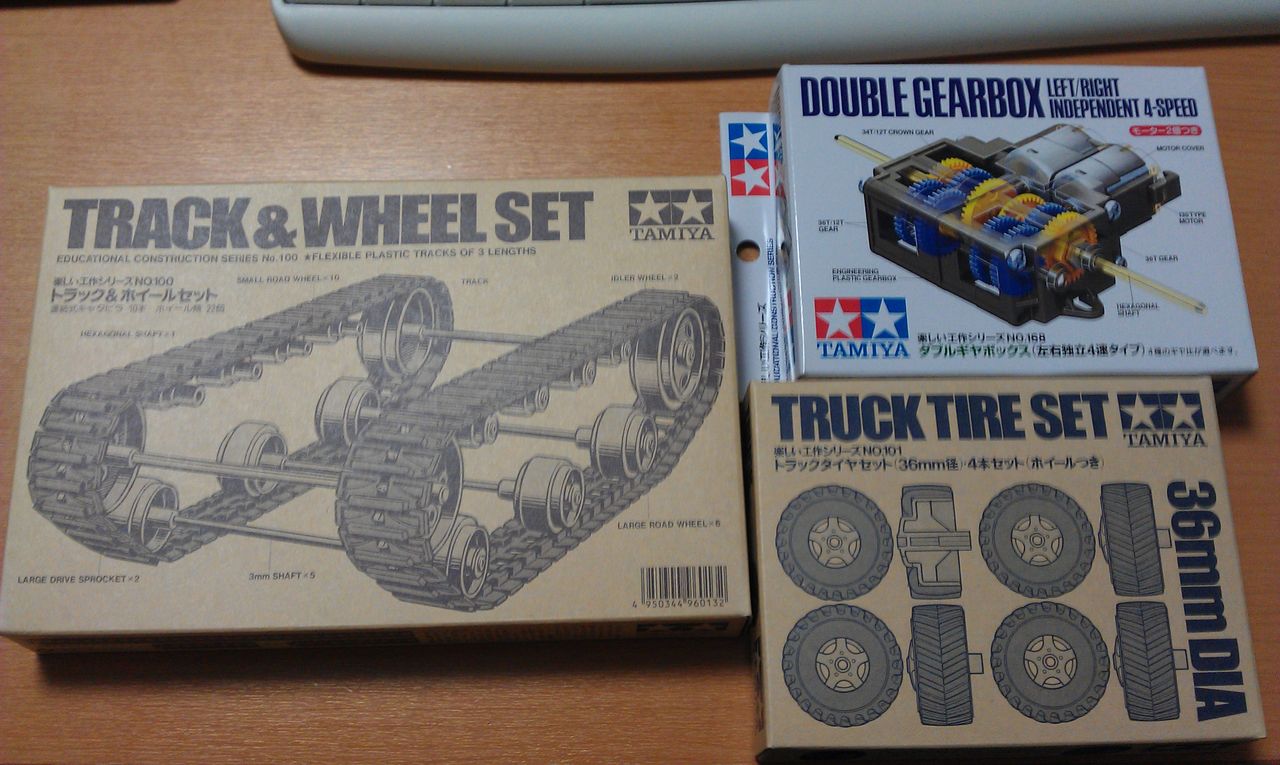 TRACK & WHEEL SET
TAMIYA
EDUCATIONAL CONSTRUCTION SERIES No.100 ★FLEXIBLE PLASTIC TRACKS OF 3 LENGTHS
楽しい工作シリーズNO.100
トラック&ホイールセット
SMALL ROAD WHEEL×10
TRACK
IDLER WHEEL×2
HEXAGONAL SHAFT×1
LARGE ROAD WHEEL×6
LARGE DRIVE SPROCKET×2
3mm SHAFT×5
4 950344 960132
DOUBLE GEARBOX LEFT/RIGHT
INDEPENDENT 4-SPEED
モーター2個つき
34T/12T CROWN GEAR
MOTOR COVER
36T/12T
GEAR
130 TYPE
MOTOR
36T GEAR
ENGINEERING
PLASTIC GEARBOX
HEXAGONAL
SHAFT
TAMIYA
楽しい工作シリーズNO.168
ダブルギヤボックス(左右独立4速タイプ)
TRUCK TIRE SET
TAMIYA
楽しい工作シリーズNO.101
トラックタイヤセット(36mm径)・4本セット(ホイールつき)
36mm DIA